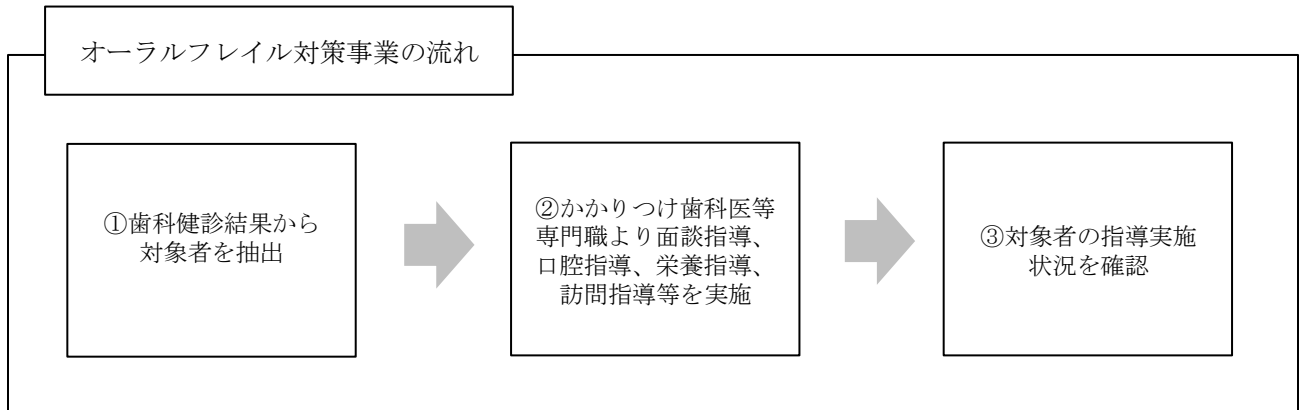 オーラルフレイル対策事業の流れ
①歯科健診結果から
対象者を抽出
②かかりつけ歯科医等
専門職より面談指導、
口腔指導、栄養指導、
訪問指導等を実施
③対象者の指導実施
状況を確認